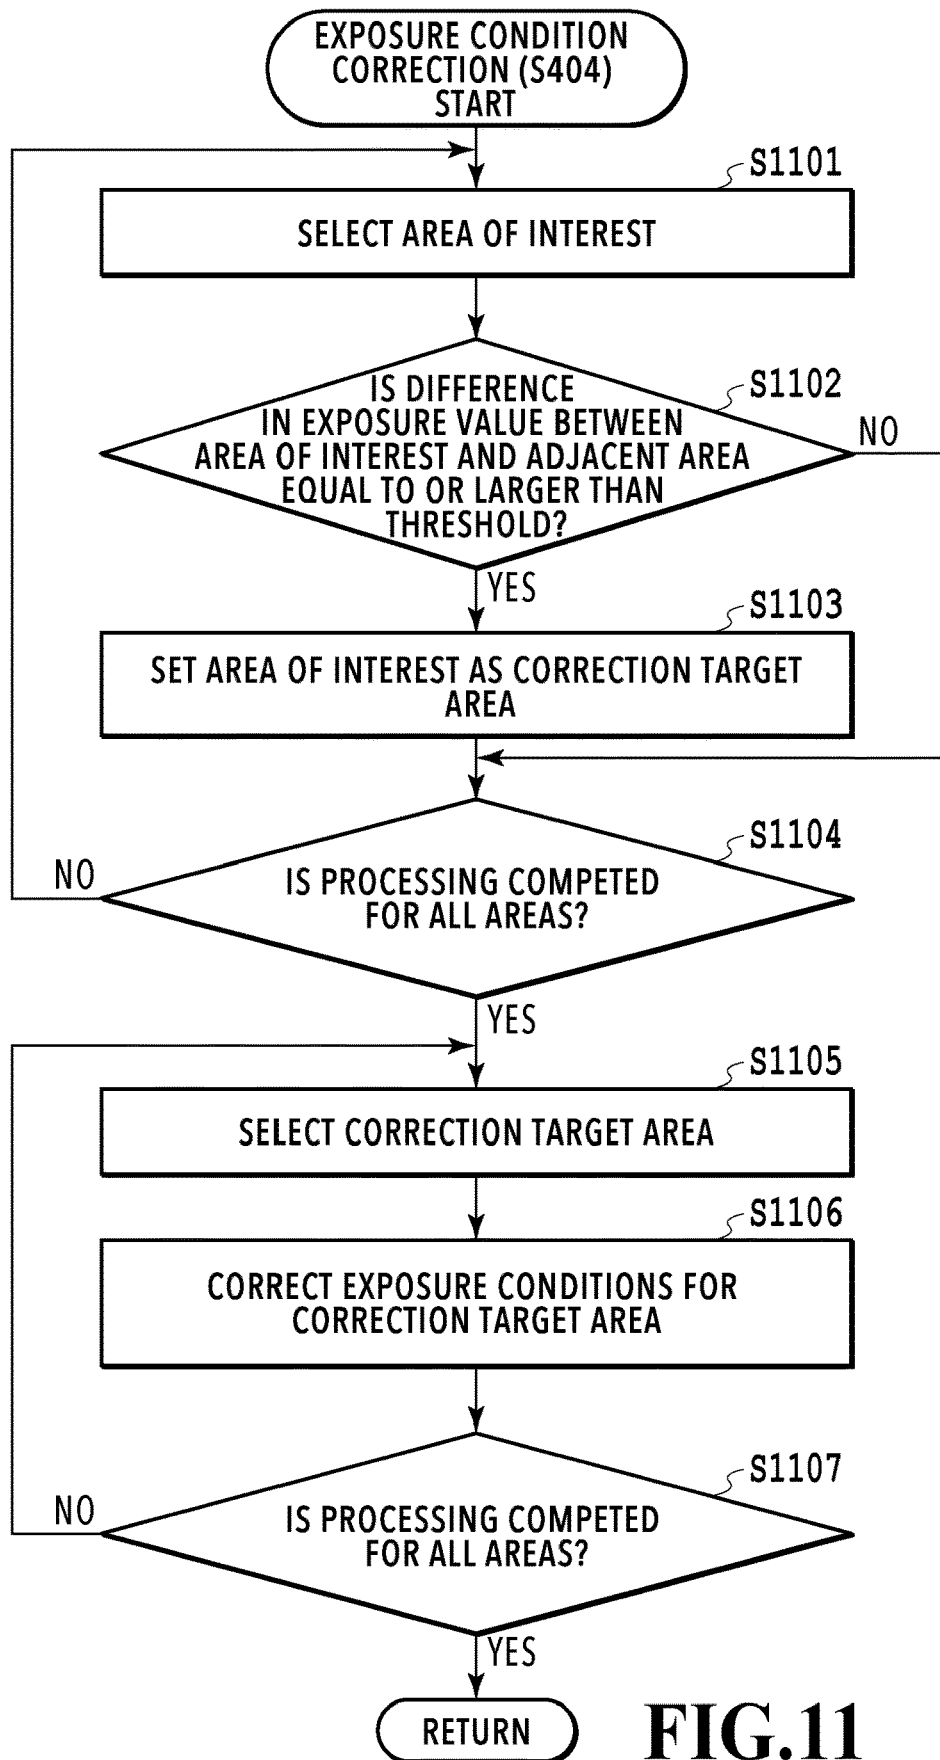 EXPOSURE CONDITION
CORRECTION (S404)
START
S1101
SELECT AREA OF INTEREST
S1102
IS DIFFERENCE
IN EXPOSURE VALUE BETWEEN
AREA OF INTEREST AND ADJACENT AREA
EQUAL TO OR LARGER THAN
THRESHOLD?
NO
YES
S1103
SET AREA OF INTEREST AS CORRECTION TARGET
AREA
S1104
NO
IS PROCESSING COMPETED
FOR ALL AREAS?
YES
S1105
SELECT CORRECTION TARGET AREA
S1106
CORRECT EXPOSURE CONDITIONS FOR
CORRECTION TARGET AREA
S1107
NO
IS PROCESSING COMPETED
FOR ALL AREAS?
YES
RETURN
FIG.11